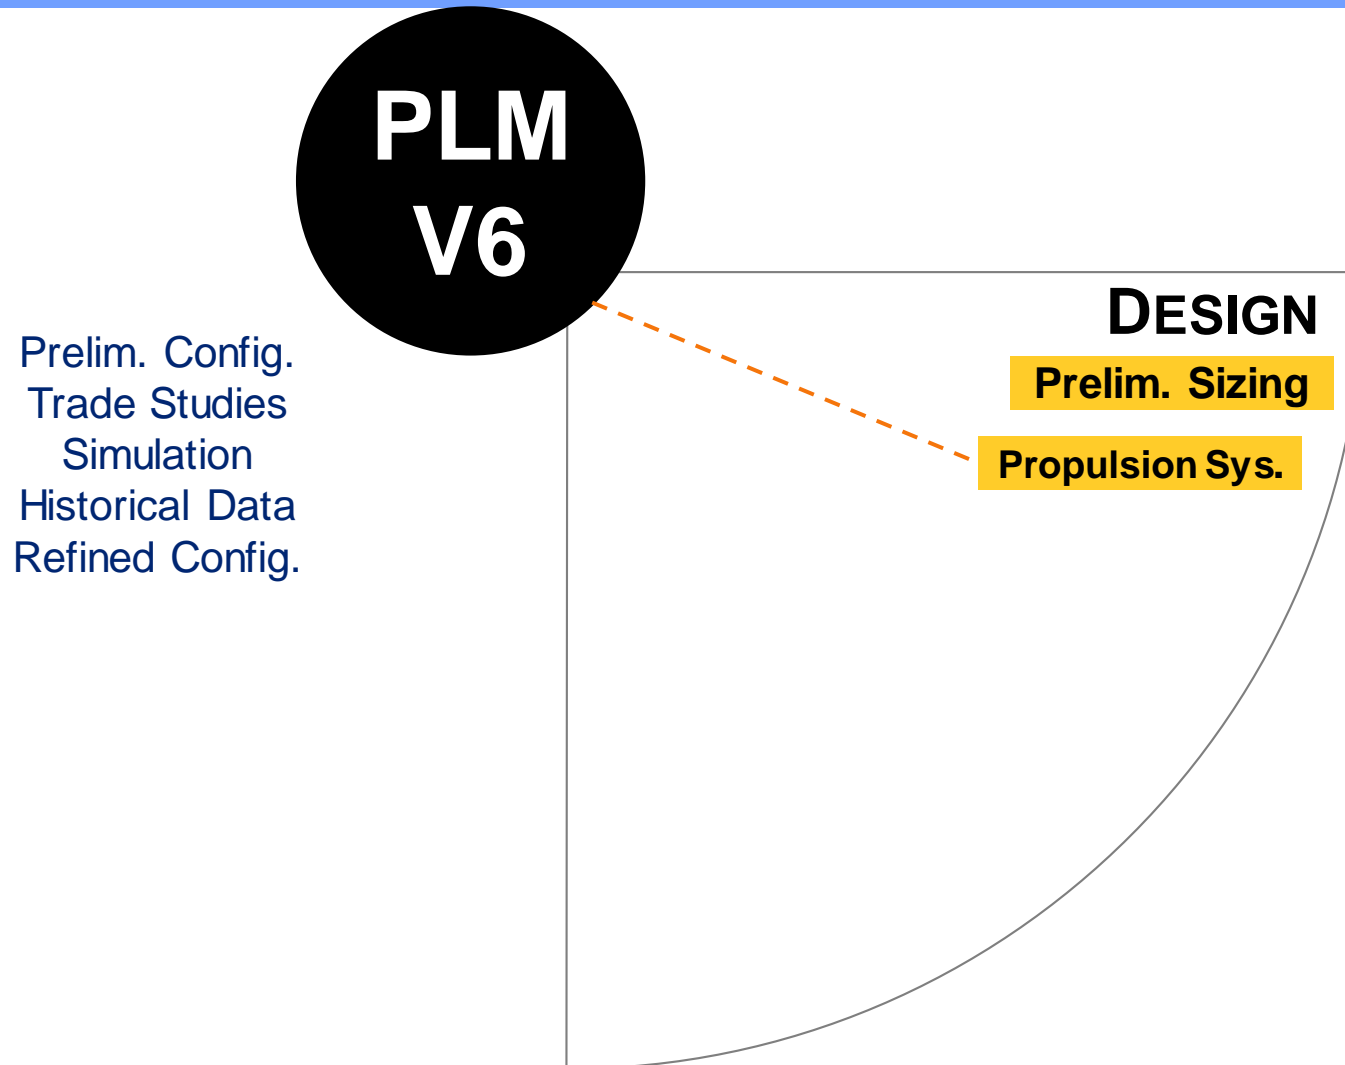 PLM
V6
DESIGN
Prelim. Sizing
Propulsion Sys.
Prelim. Config.
Trade Studies
Simulation
Historical Data
Refined Config.